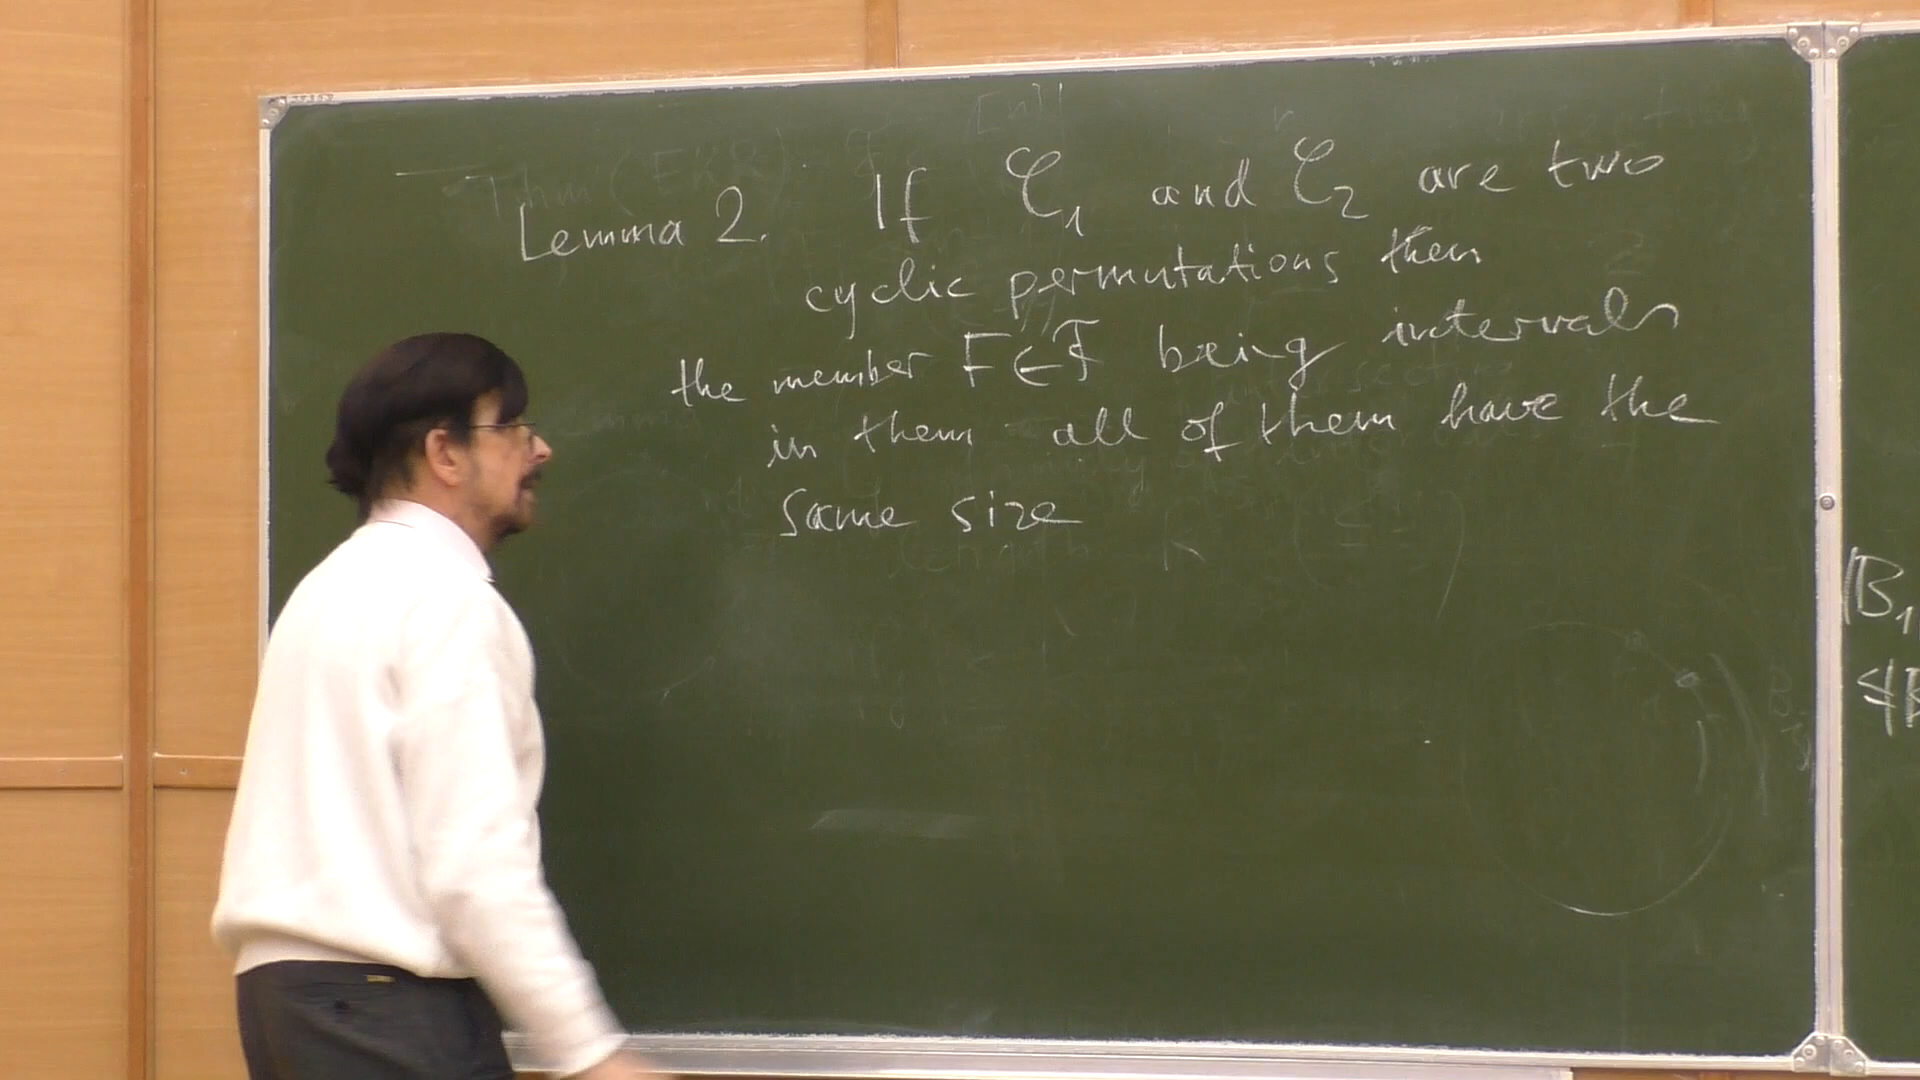 Lemma 2. If 𝒞₁ and 𝒞₂ are two
cyclic permutations then
the member F∈ℱ being intervals
in them all of them have the
same size
B₁
≤|B